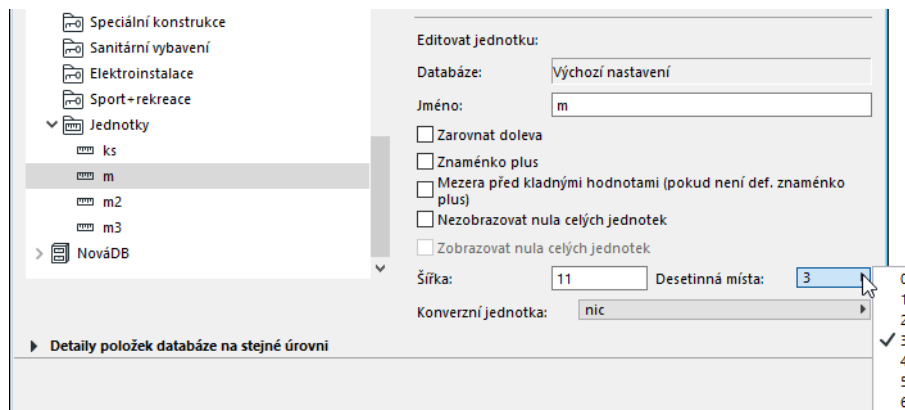 Speciální konstrukce
Sanitární vybavení
Elektroinstalace
Sport+rekreace
Jednotky
ks
m
m2
m3
NováDB
Editovat jednotku:
Databáze: Výchozí nastavení
Jméno: m
Zarovnat doleva
Znaménko plus
Mezera před kladnými hodnotami (pokud není def. znaménko
plus)
Nezobrazovat nula celých jednotek
Zobrazovat nula celých jednotek
Šířka: 11 Desetinná místa: 3
Konverzní jednotka: nic
0
1
2
3
4
5
6
Detaily položek databáze na stejné úrovni